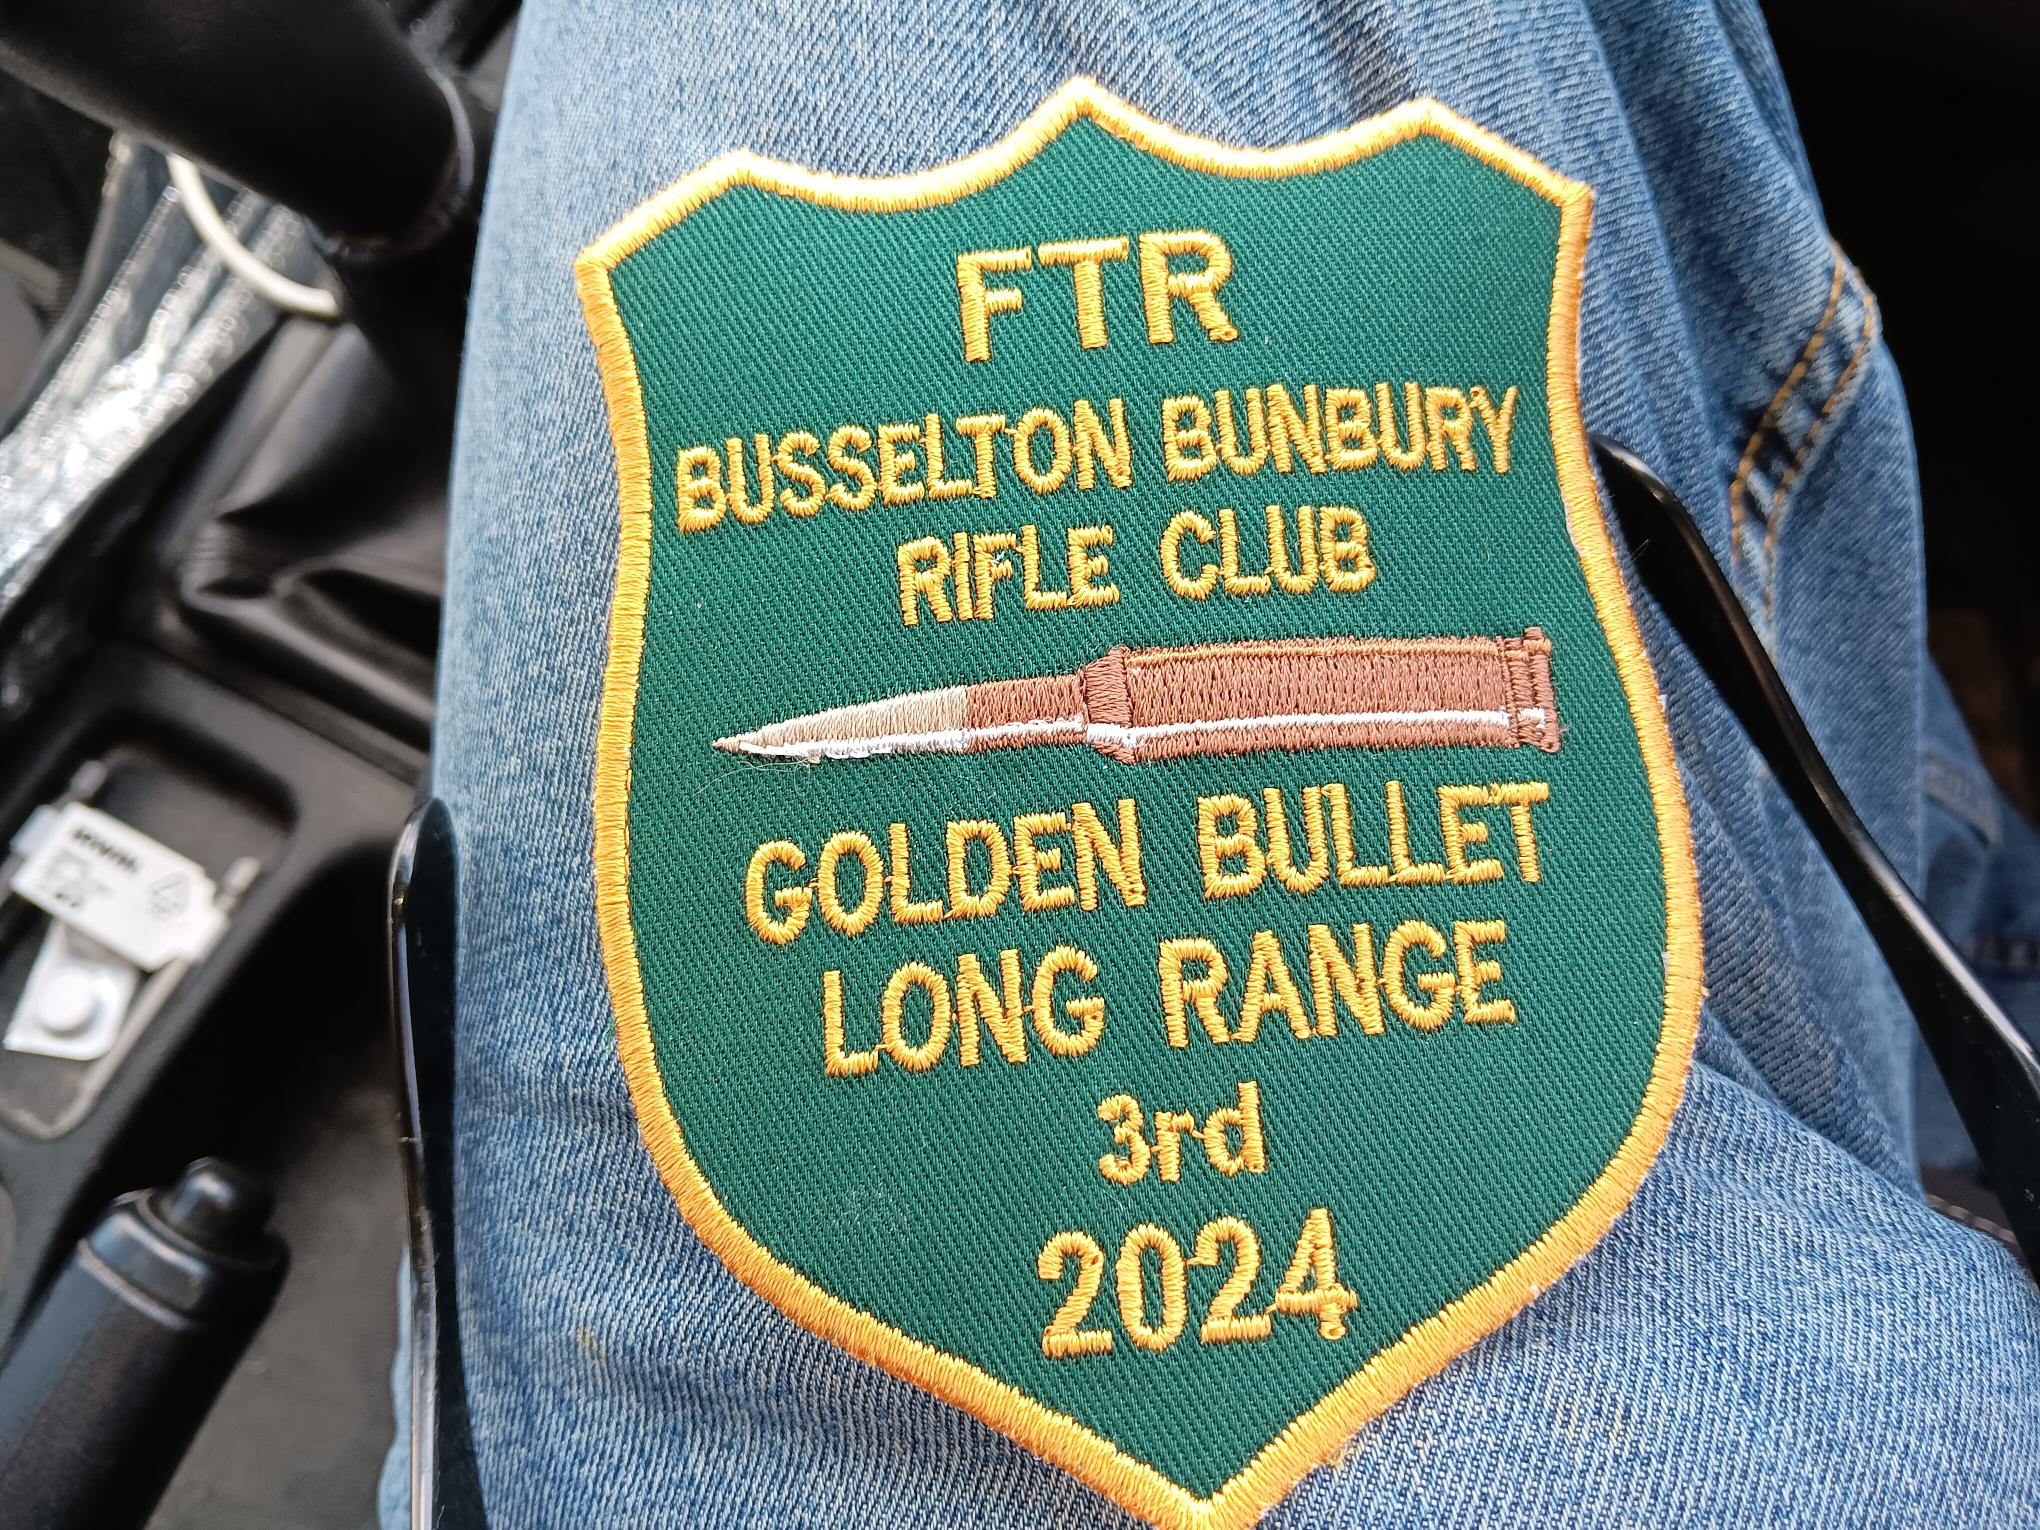 FTR
BUSSELTON BUNBURY
RIFLE CLUB
GOLDEN BULLET
LONG RANGE
3rd
2024